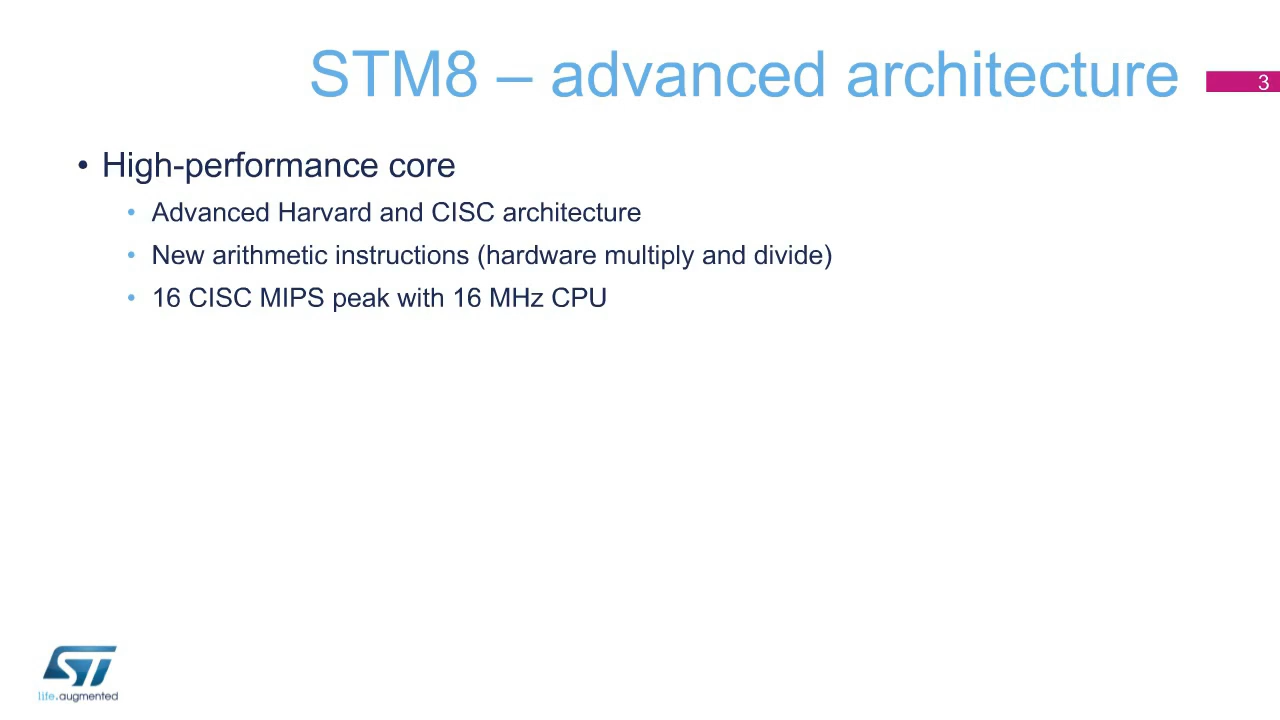 STM8 – advanced architecture
3
• High-performance core
• Advanced Harvard and CISC architecture
• New arithmetic instructions (hardware multiply and divide)
• 16 CISC MIPS peak with 16 MHz CPU
ST
life.augmented